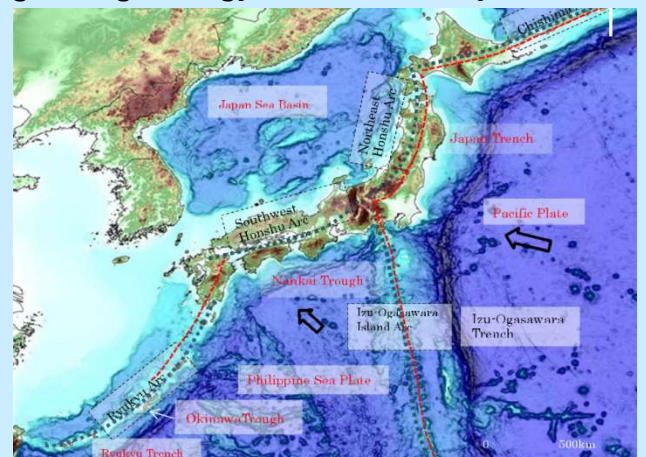 Chishima
Japan Sea Basin
Northeast
Honshu Arc
Japan Trench
Southwest
Honshu Arc
Pacific Plate
Nankai Trough
Izu-Ogasawara
Island Arc
Izu-Ogasawara
Trench
Philippine Sea Plate
Ryukyu Arc
Okinawa Trough
Ryukyu Trench
0 500km